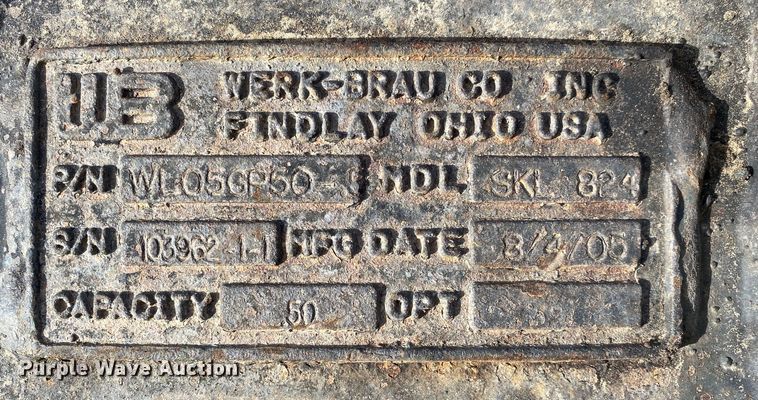 WB WERK-BRAU CO INC
FINDLAY OHIO USA
P/N WL05GP50- MDL SKL 824
S/N 103962-1-1 MFG DATE 8/4/05
CAPACITY 50 OPT
Purple Wave Auction